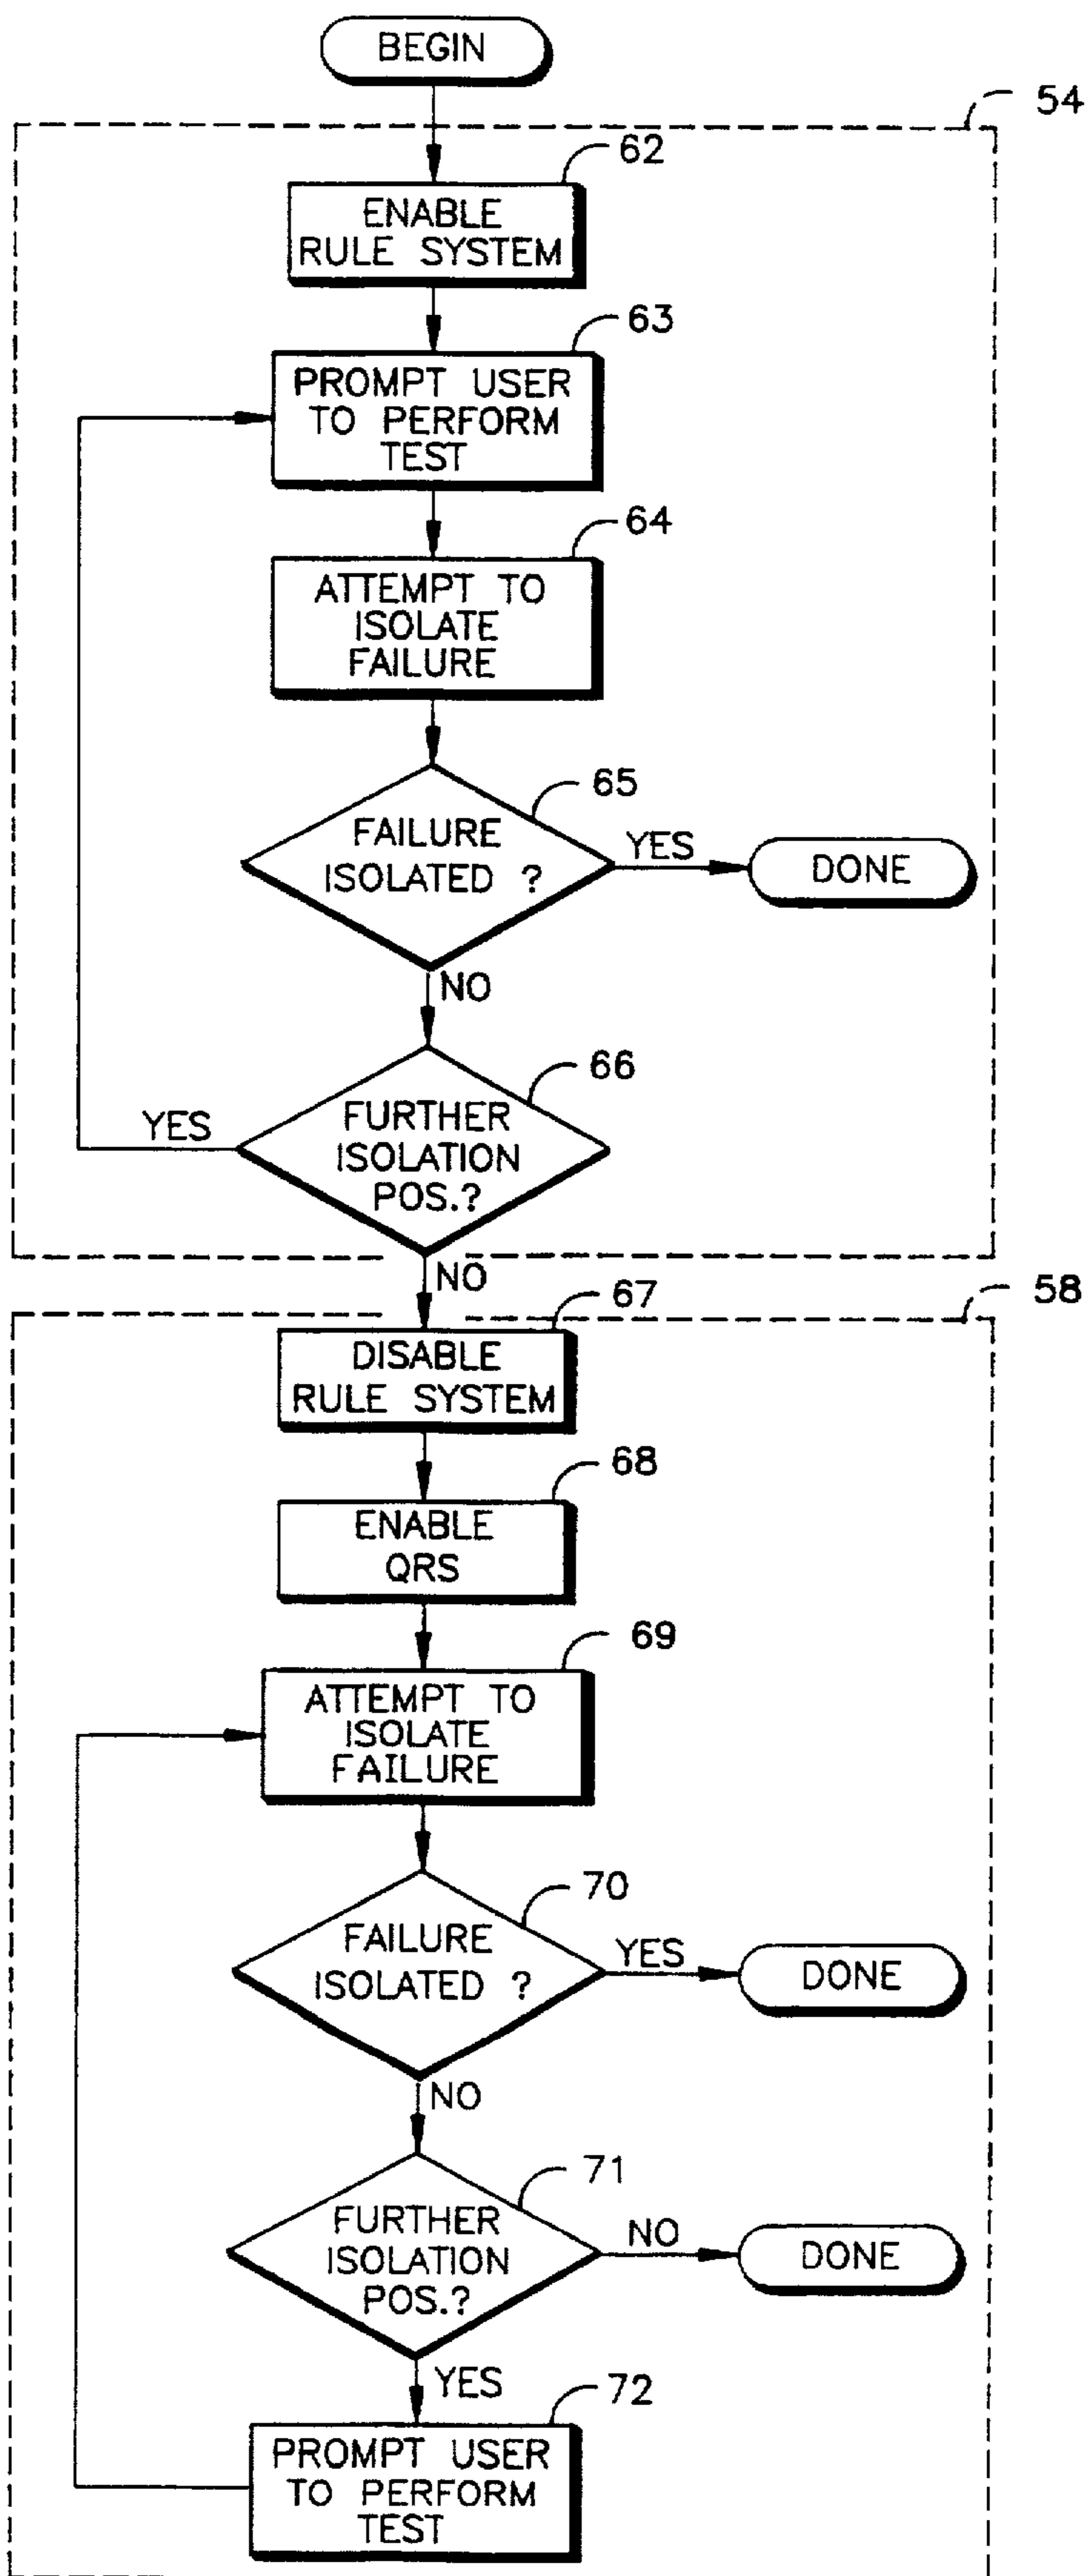 BEGIN
54
62
ENABLE
RULE SYSTEM
63
PROMPT USER
TO PERFORM
TEST
64
ATTEMPT TO
ISOLATE
FAILURE
65
FAILURE
ISOLATED ?
YES
DONE
NO
66
FURTHER
ISOLATION
POS.?
YES
NO
58
67
DISABLE
RULE SYSTEM
68
ENABLE
QRS
69
ATTEMPT TO
ISOLATE
FAILURE
70
FAILURE
ISOLATED ?
YES
DONE
NO
71
FURTHER
ISOLATION
POS.?
NO
DONE
YES
72
PROMPT USER
TO PERFORM
TEST